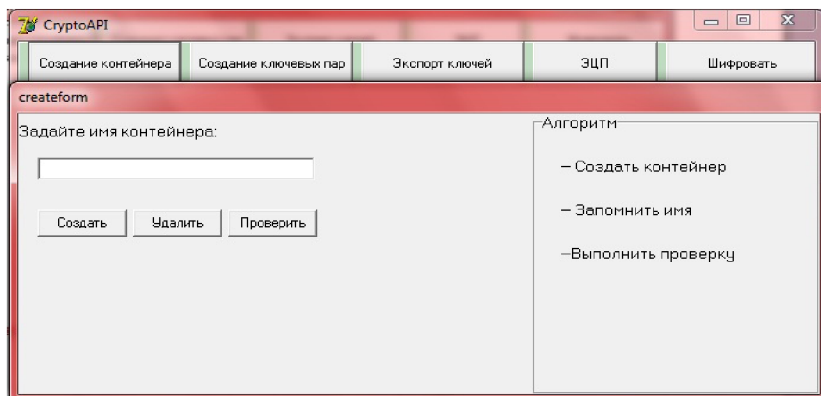 CryptoAPI
Создание контейнера Создание ключевых пар Экспорт ключей ЭЦП Шифровать
createform
Задайте имя контейнера:
Создать Удалить Проверить
Алгоритм
— Создать контейнер
— Запомнить имя
—Выполнить проверку